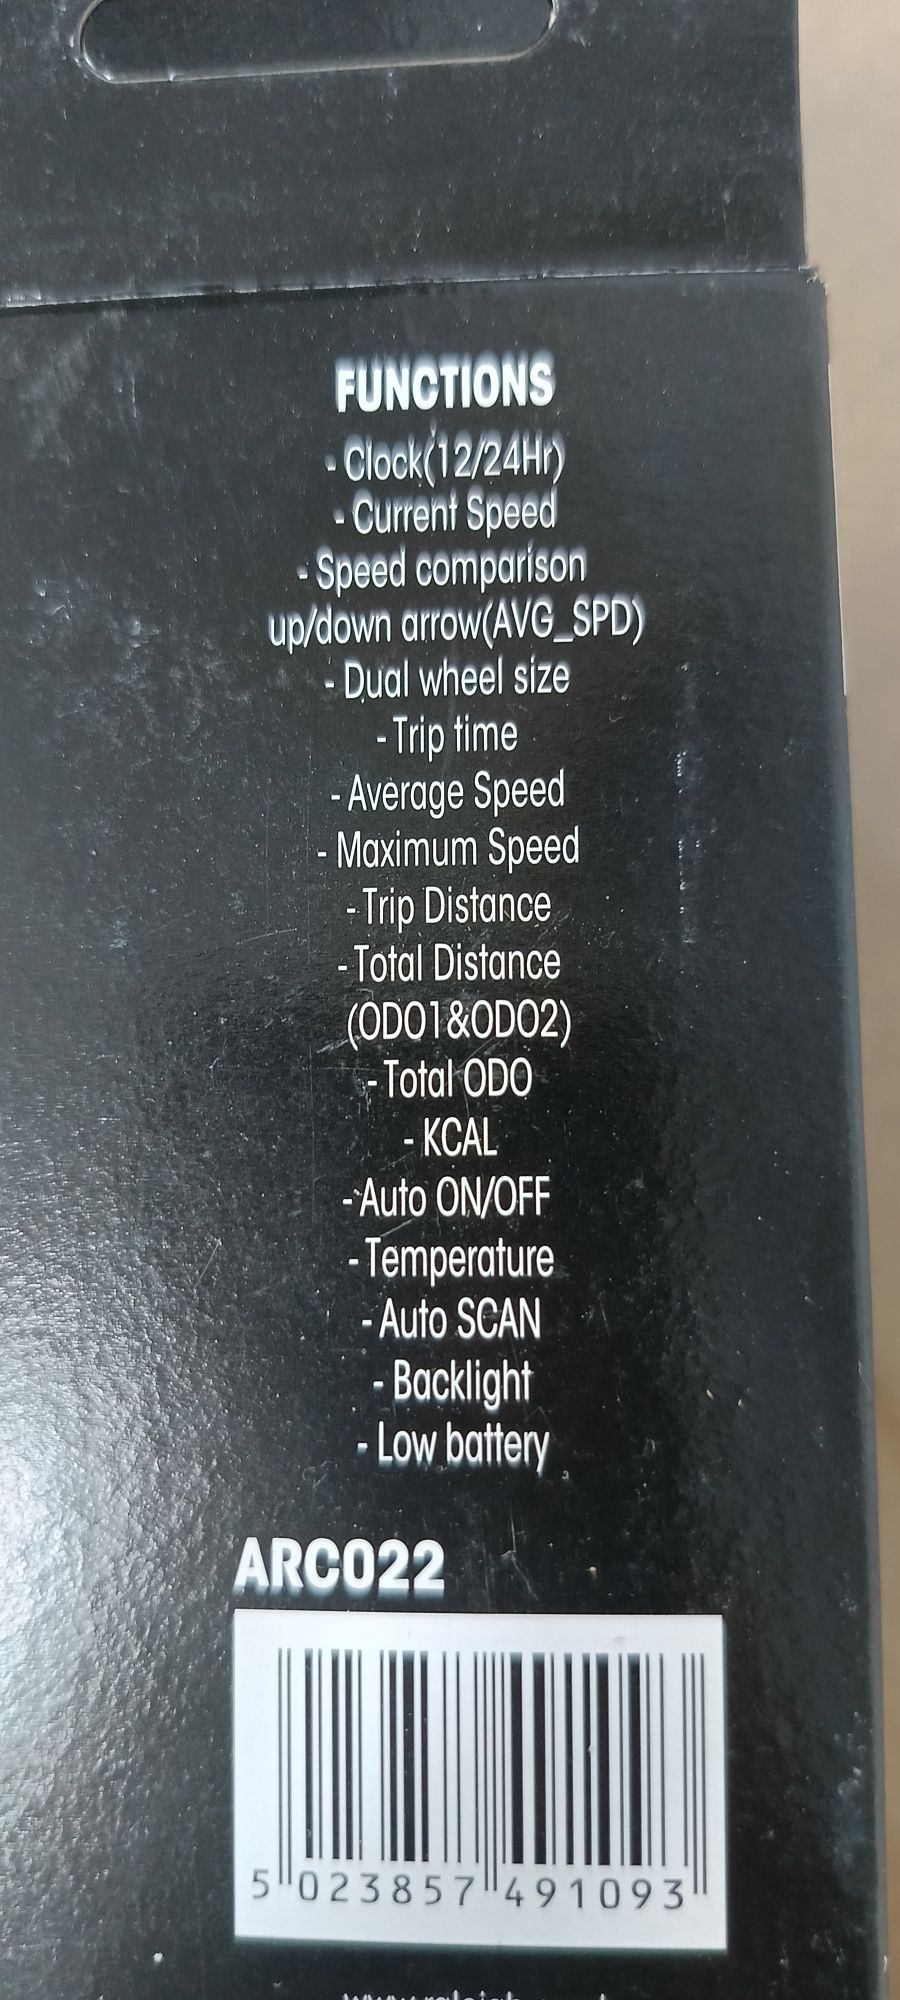 FUNCTIONS
- Clock(12/24Hr)
- Current Speed
- Speed comparison
up/down arrow(AVG_SPD)
- Dual wheel size
- Trip time
- Average Speed
- Maximum Speed
- Trip Distance
- Total Distance
(ODO1&ODO2)
- Total ODO
- KCAL
- Auto ON/OFF
- Temperature
- Auto SCAN
- Backlight
- Low battery
ARC022
5 023857 491093